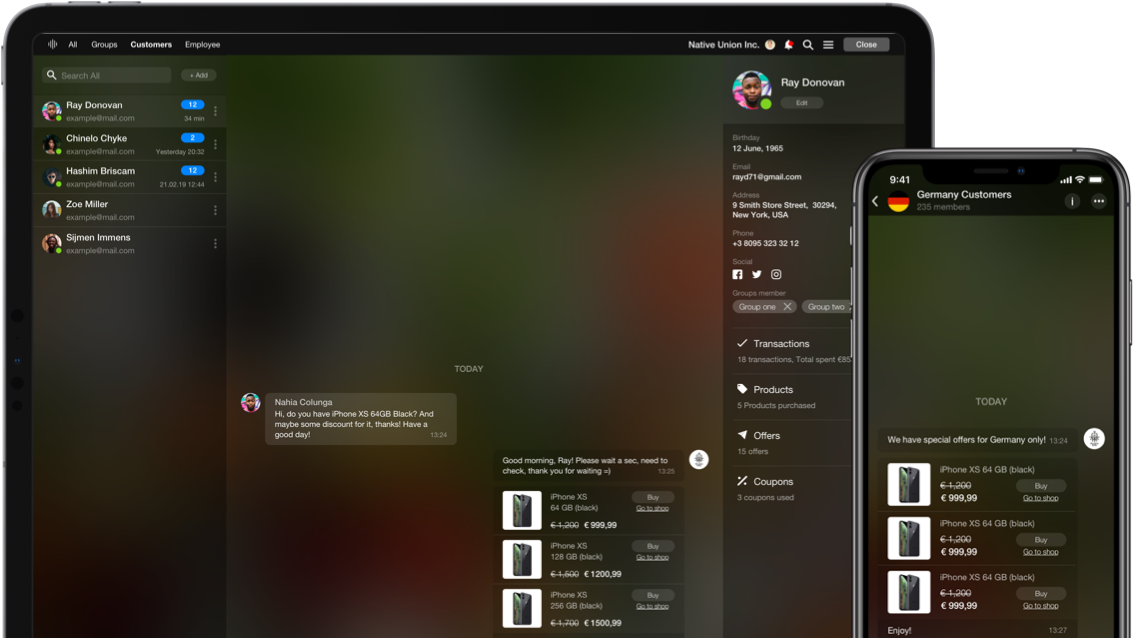 All Groups Customers Employee
Native Union Inc.
Close
Search All
+ Add
Ray Donovan 12
example@mail.com 34 min
Chinelo Chyke 2
example@mail.com Yesterday 20:32
Hashim Briscam 12
example@mail.com 21.02.19 12:44
Zoe Miller
example@mail.com
Sijmen Immens
example@mail.com
TODAY
Nahia Colunga
Hi, do you have iPhone XS 64GB Black? And
maybe some discount for it, thanks! Have a
good day! 13:24
Good morning, Ray! Please wait a sec, need to
check, thank you for waiting =) 13:25
iPhone XS Buy
64 GB (black) Go to shop
€ 1,200 € 999,99
iPhone XS Buy
128 GB (black) Go to shop
€ 1,500 € 1200,99
iPhone XS Buy
256 GB (black) Go to shop
€ 1,700 € 1500,99
Ray Donovan
Edit
Birthday
12 June, 1965
Email
rayd71@gmail.com
Address
9 Smith Store Street, 30294,
New York, USA
Phone
+3 8095 323 32 12
Social
Groups member
Group one Group two
Transactions
18 transactions, Total spent €85
Products
5 Products purchased
Offers
15 offers
Coupons
3 coupons used
9:41
Germany Customers
235 members
TODAY
We have special offers for Germany only! 13:24
iPhone XS 64 GB (black)
€ 1,200 Buy
€ 999,99 Go to shop
iPhone XS 64 GB (black)
€ 1,200 Buy
€ 999,99 Go to shop
iPhone XS 64 GB (black)
€ 1,200 Buy
€ 999,99 Go to shop
Enjoy! 13:27